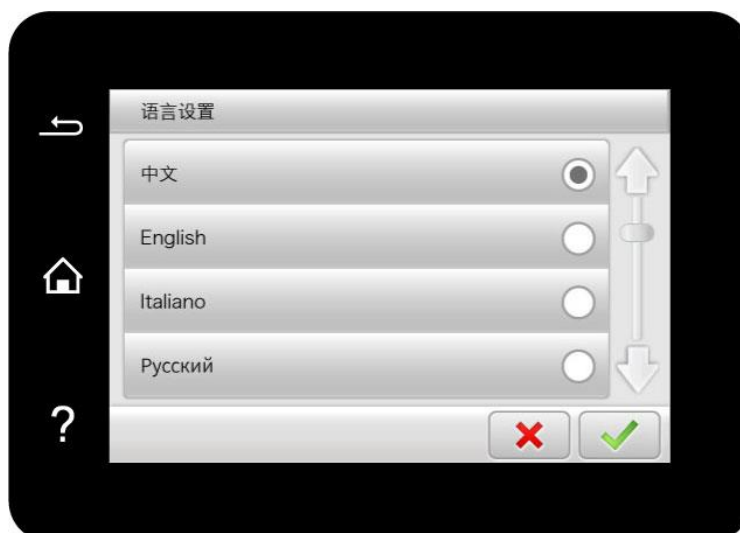 语言设置
中文
English
Italiano
Русский
?